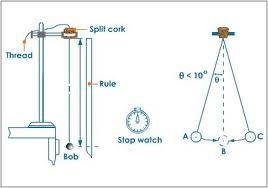 Split cork
Thread
Rule
Bob
Stop watch
θ < 10°
θ
A
B
C